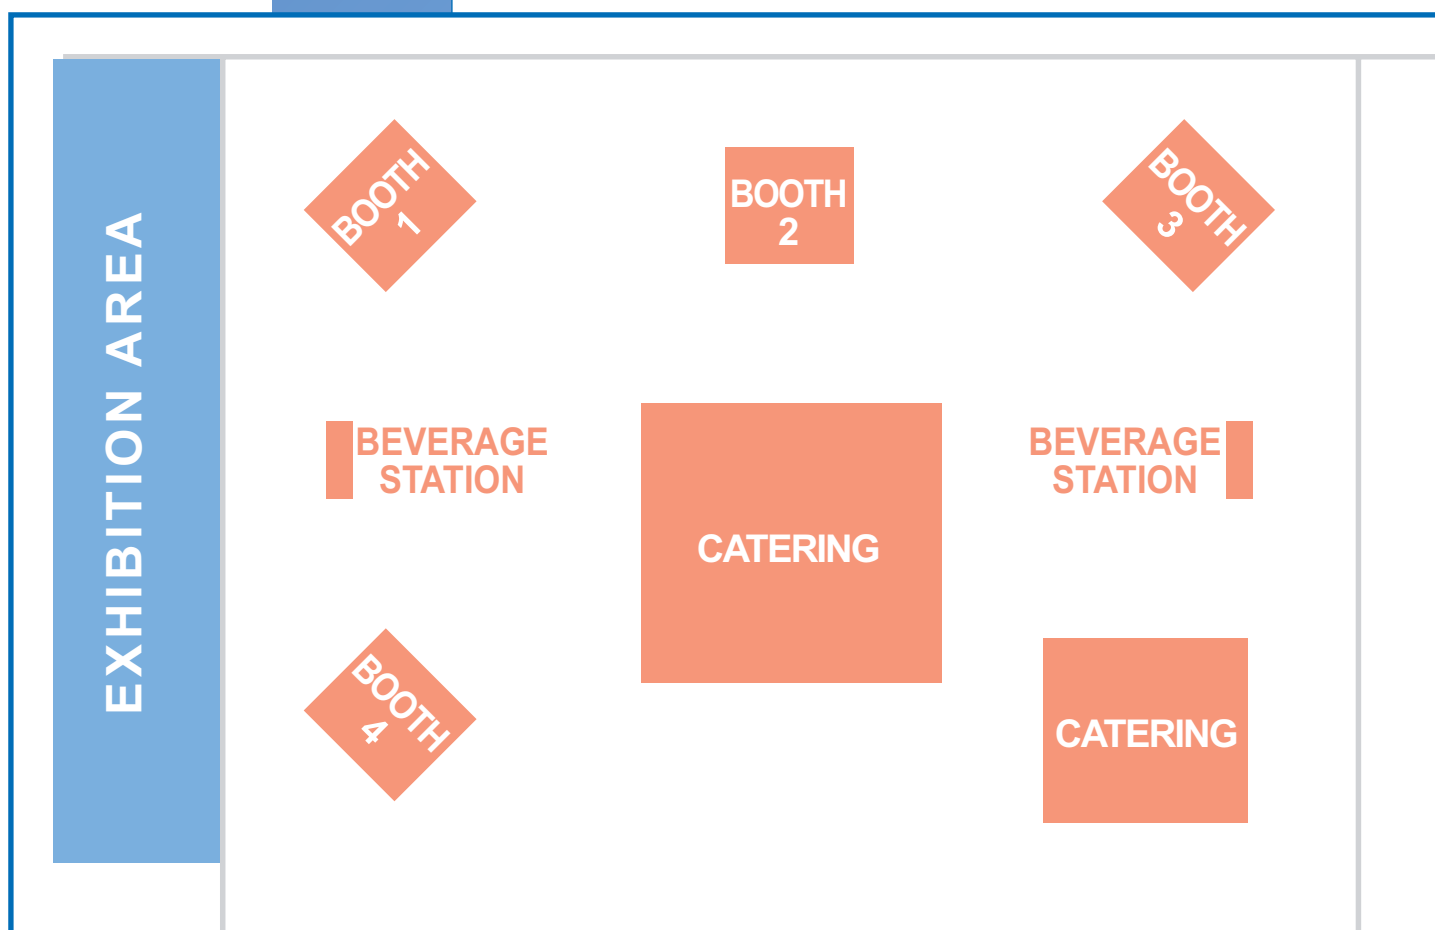 EXHIBITION AREA
BOOTH
1
BOOTH
2
BOOTH
3
BEVERAGE
STATION
CATERING
BEVERAGE
STATION
BOOTH
4
CATERING